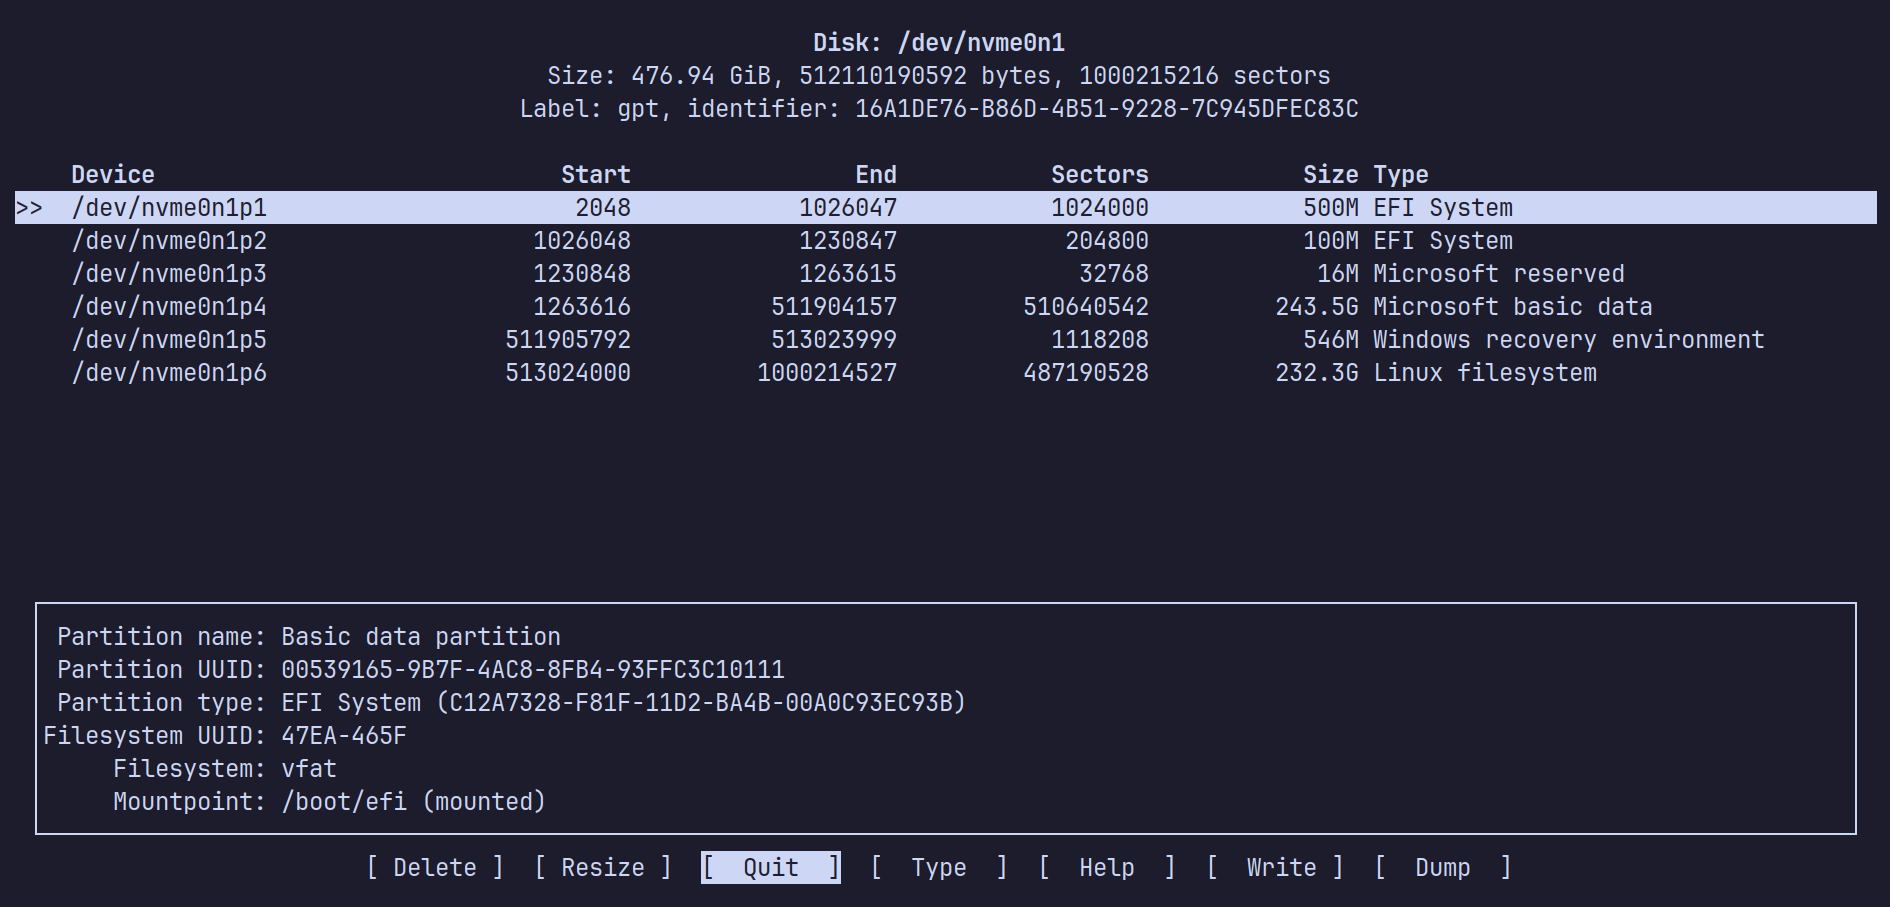 Disk: /dev/nvme0n1
Size: 476.94 GiB, 512110190592 bytes, 1000215216 sectors
Label: gpt, identifier: 16A1DE76-B86D-4B51-9228-7C945DFEC83C
Device Start End Sectors Size Type
>> /dev/nvme0n1p1 2048 1026047 1024000 500M EFI System
/dev/nvme0n1p2 1026048 1230847 204800 100M EFI System
/dev/nvme0n1p3 1230848 1263615 32768 16M Microsoft reserved
/dev/nvme0n1p4 1263616 511904157 510640542 243.5G Microsoft basic data
/dev/nvme0n1p5 511905792 513023999 1118208 546M Windows recovery environment
/dev/nvme0n1p6 513024000 1000214527 487190528 232.3G Linux filesystem
Partition name: Basic data partition
Partition UUID: 00539165-9B7F-4AC8-8FB4-93FFC3C10111
Partition type: EFI System (C12A7328-F81F-11D2-BA4B-00A0C93EC93B)
Filesystem UUID: 47EA-465F
Filesystem: vfat
Mountpoint: /boot/efi (mounted)
[ Delete ] [ Resize ] [ Quit ] [ Type ] [ Help ] [ Write ] [ Dump ]